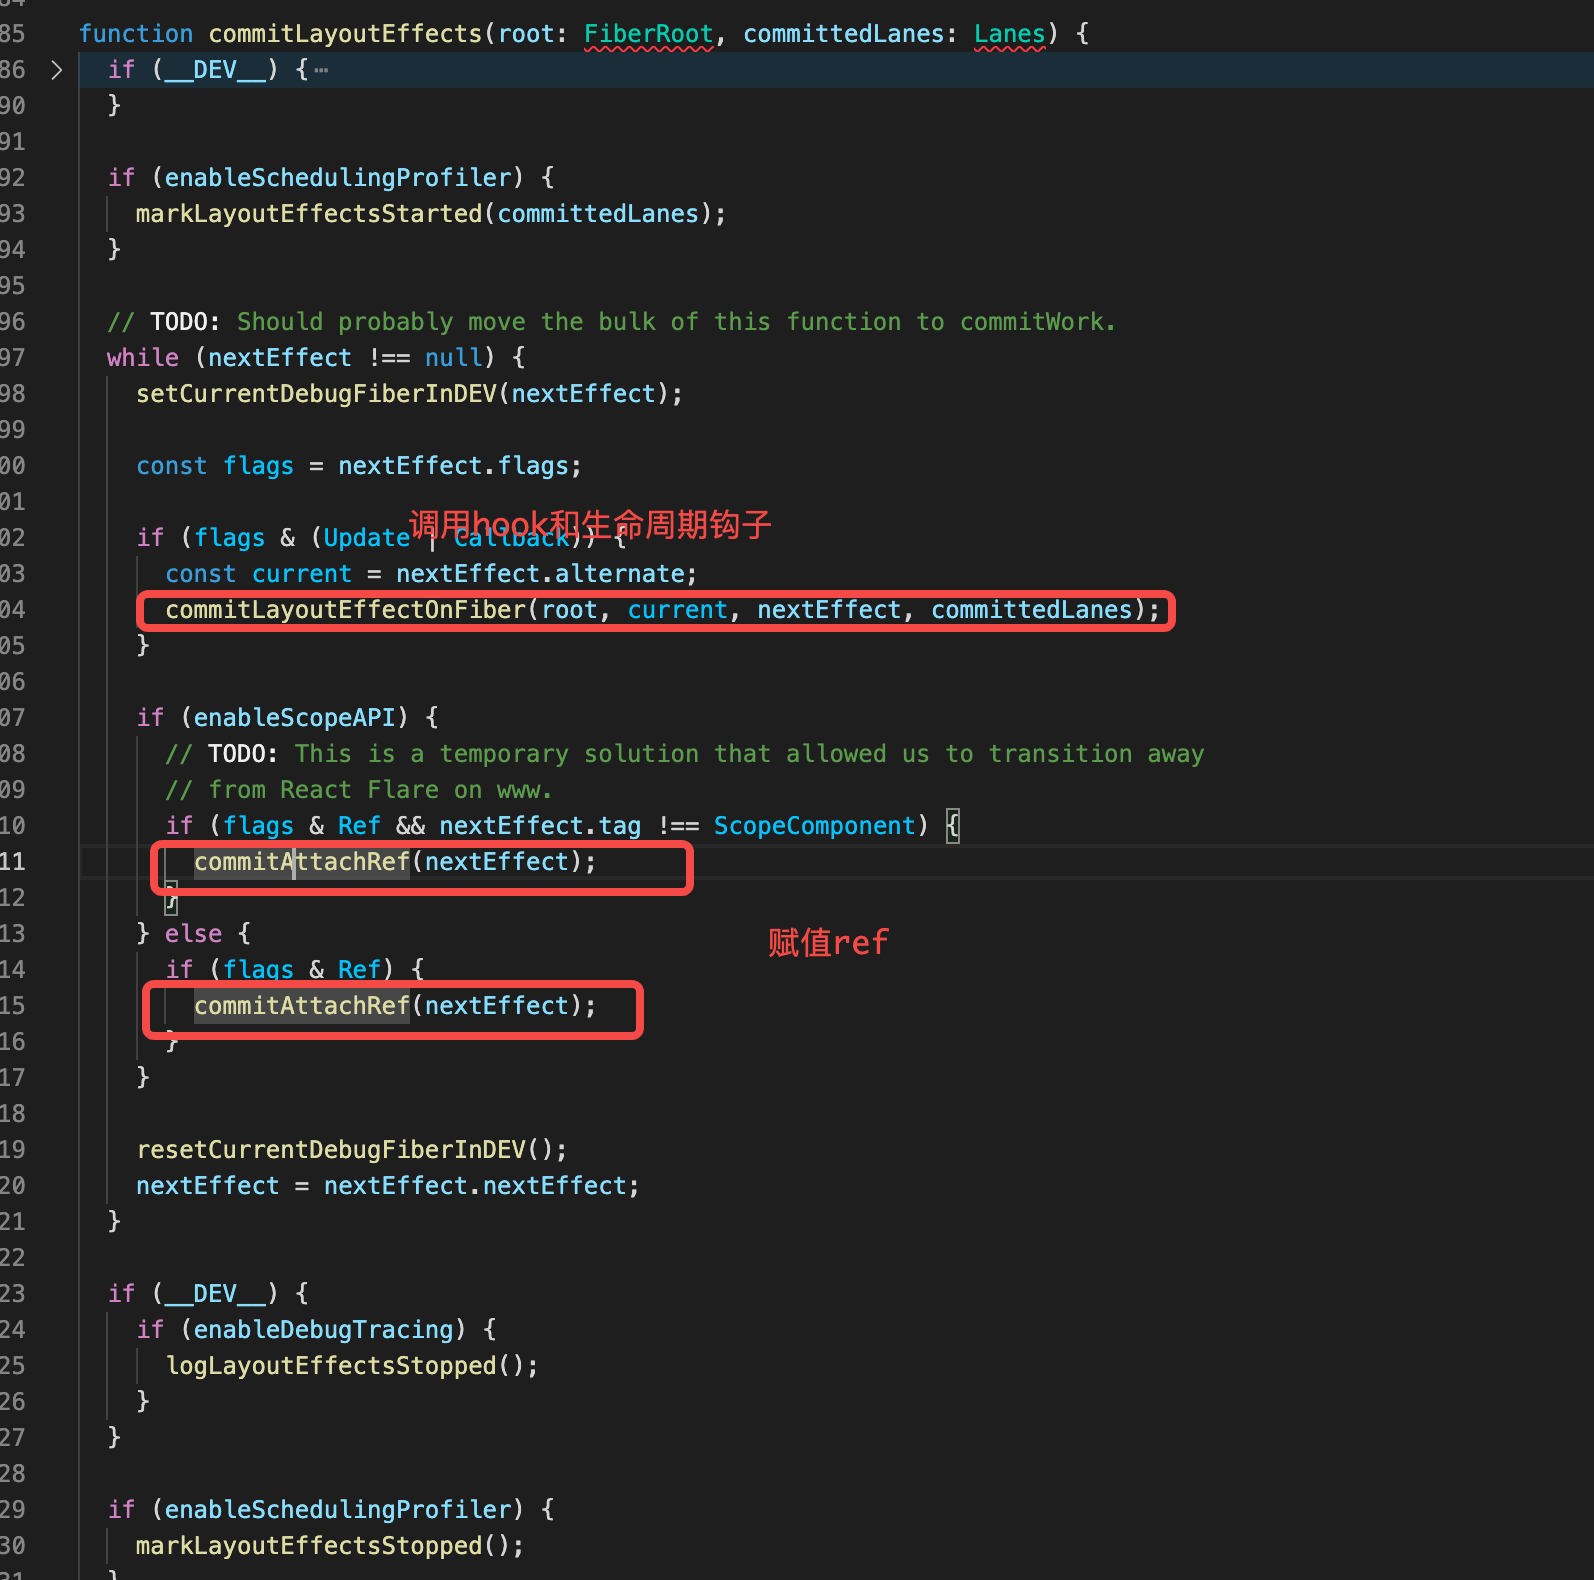 84
85 function commitLayoutEffects(root: FiberRoot, committedLanes: Lanes) {
86 > if (__DEV__) {⋯
90 }
91
92 if (enableSchedulingProfiler) {
93 markLayoutEffectsStarted(committedLanes);
94 }
95
96 // TODO: Should probably move the bulk of this function to commitWork.
97 while (nextEffect !== null) {
98 setCurrentDebugFiberInDEV(nextEffect);
99
00 const flags = nextEffect.flags;
01
调用hook和生命周期钩子
02 if (flags & (Update | Callback)) {
03 const current = nextEffect.alternate;
04 commitLayoutEffectOnFiber(root, current, nextEffect, committedLanes);
05 }
06
07 if (enableScopeAPI) {
08 // TODO: This is a temporary solution that allowed us to transition away
09 // from React Flare on www.
10 if (flags & Ref && nextEffect.tag !== ScopeComponent) {
11 commitAttachRef(nextEffect);
12 }
13 } else {
赋值ref
14 if (flags & Ref) {
15 commitAttachRef(nextEffect);
16 }
17 }
18
19 resetCurrentDebugFiberInDEV();
20 nextEffect = nextEffect.nextEffect;
21 }
22
23 if (__DEV__) {
24 if (enableDebugTracing) {
25 logLayoutEffectsStopped();
26 }
27 }
28
29 if (enableSchedulingProfiler) {
30 markLayoutEffectsStopped();
31 }